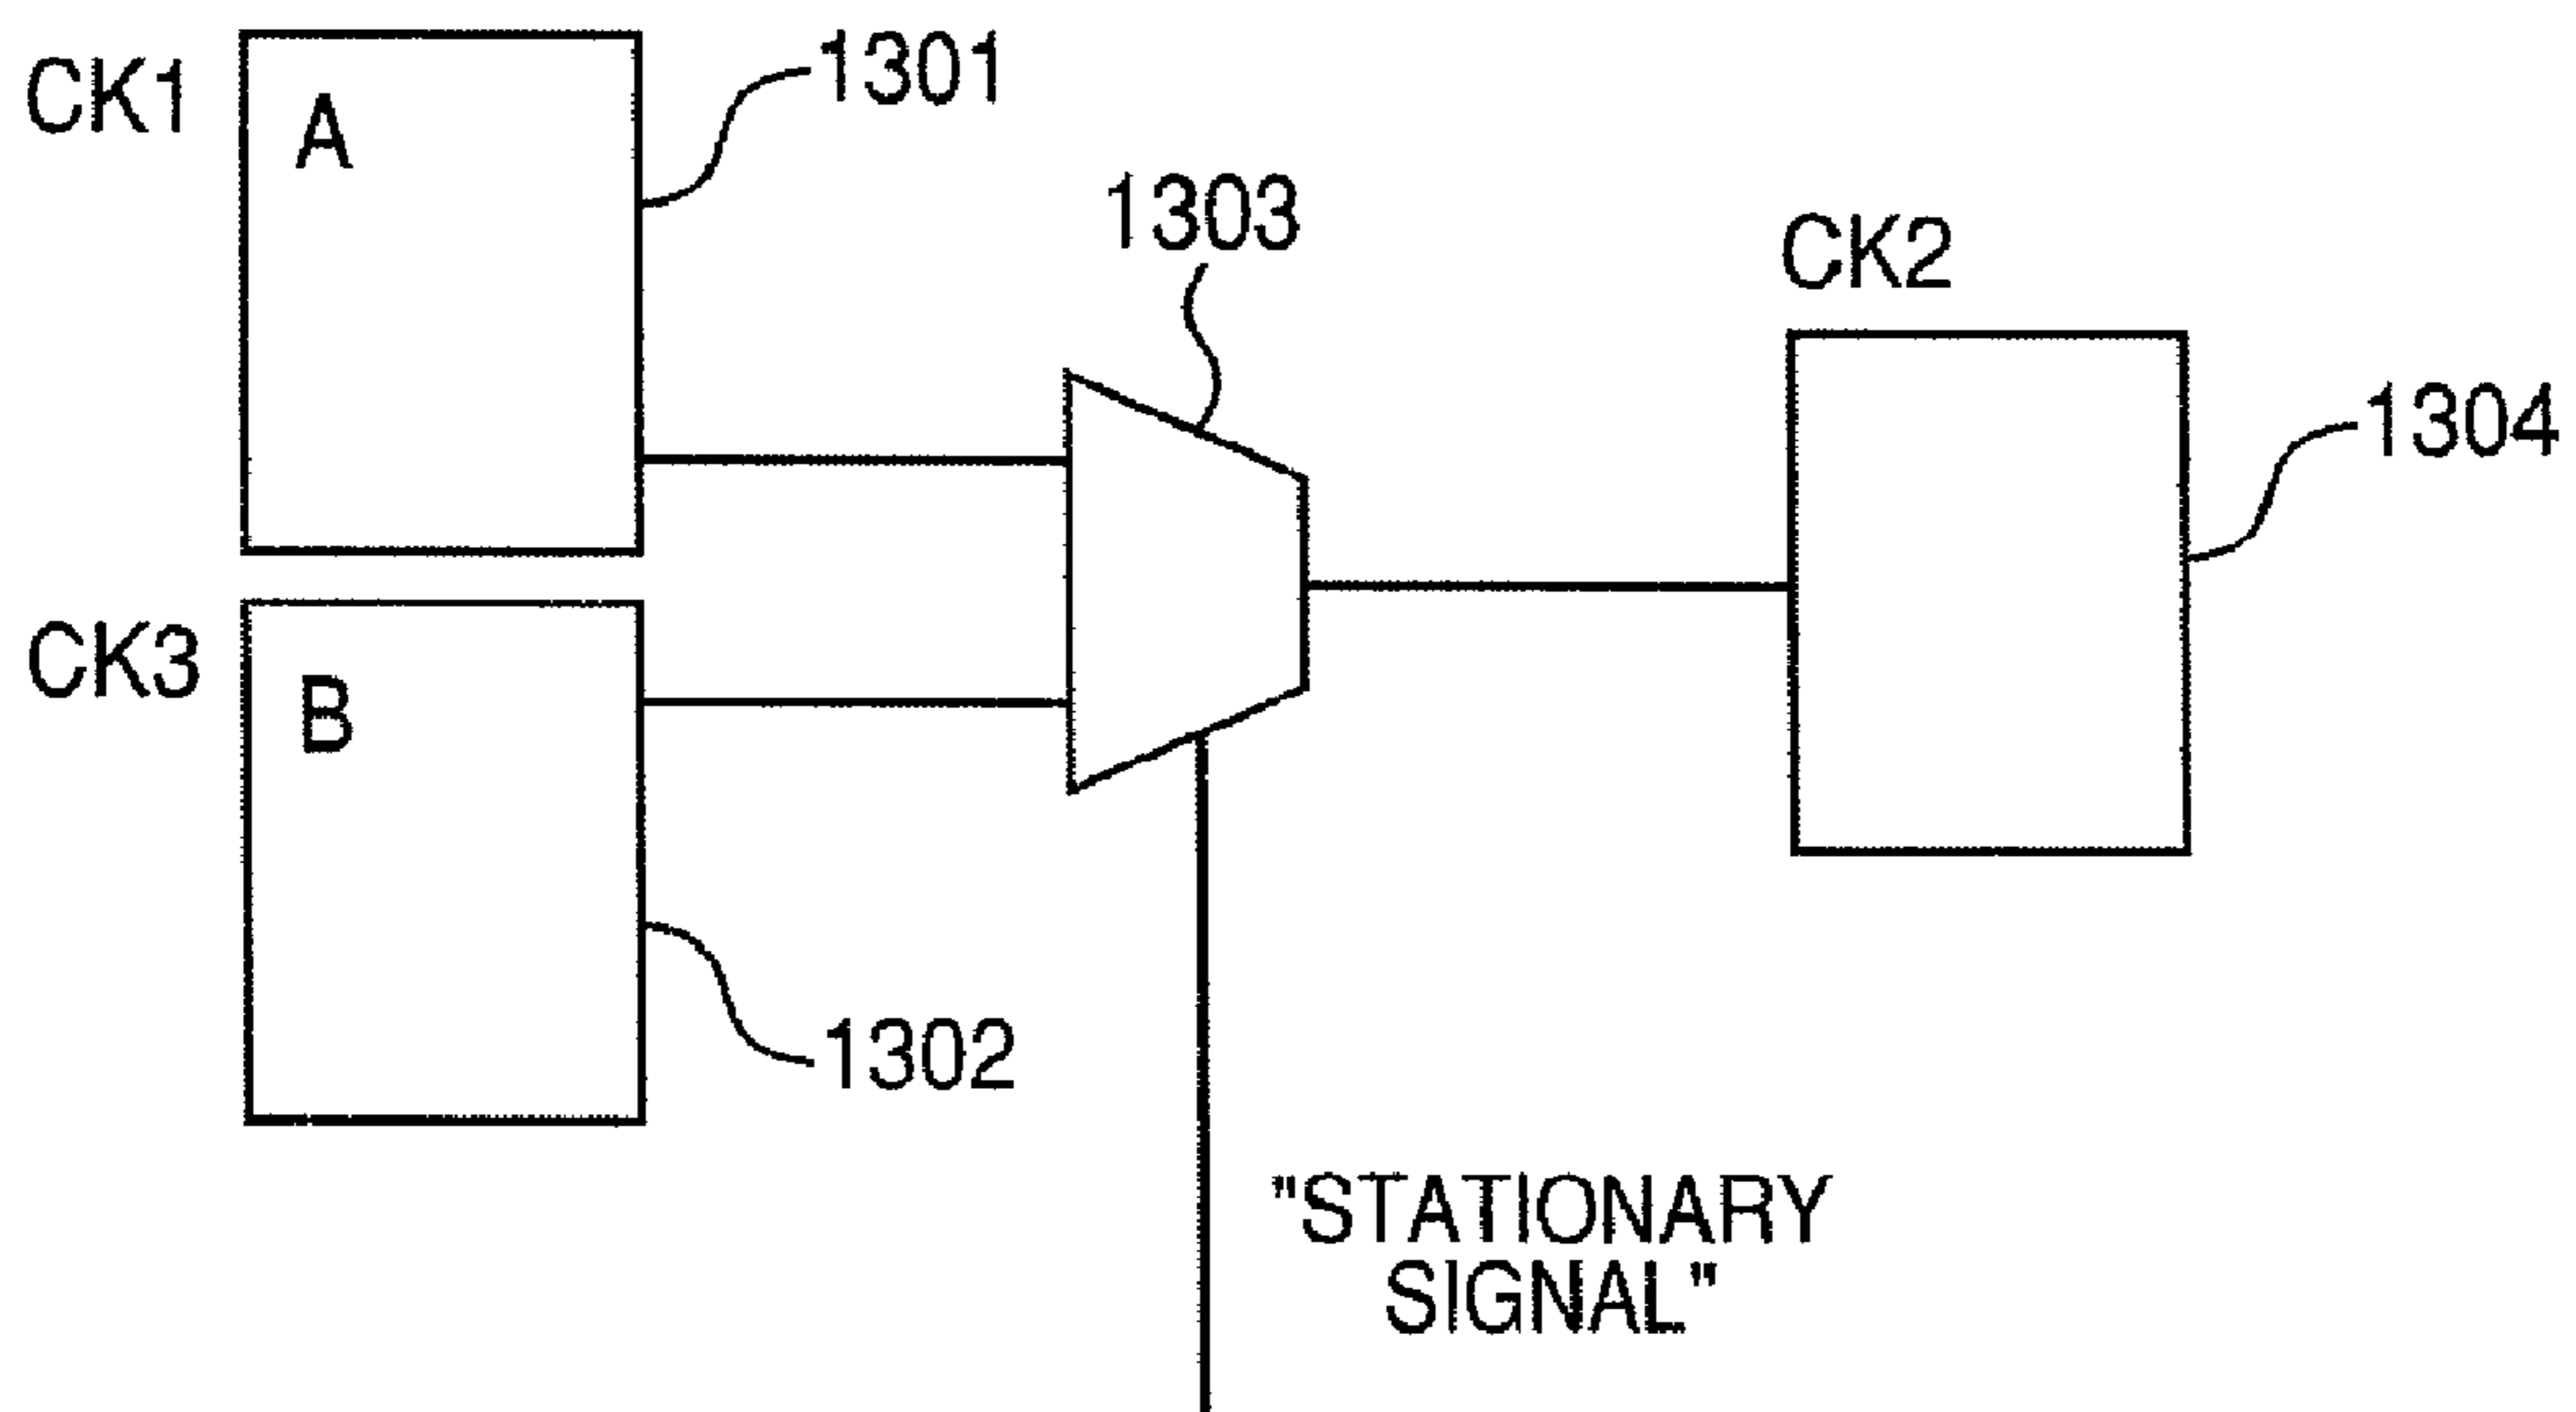 CK1
A
1301
1303
CK2
1304
CK3
B
1302
"STATIONARY
SIGNAL"